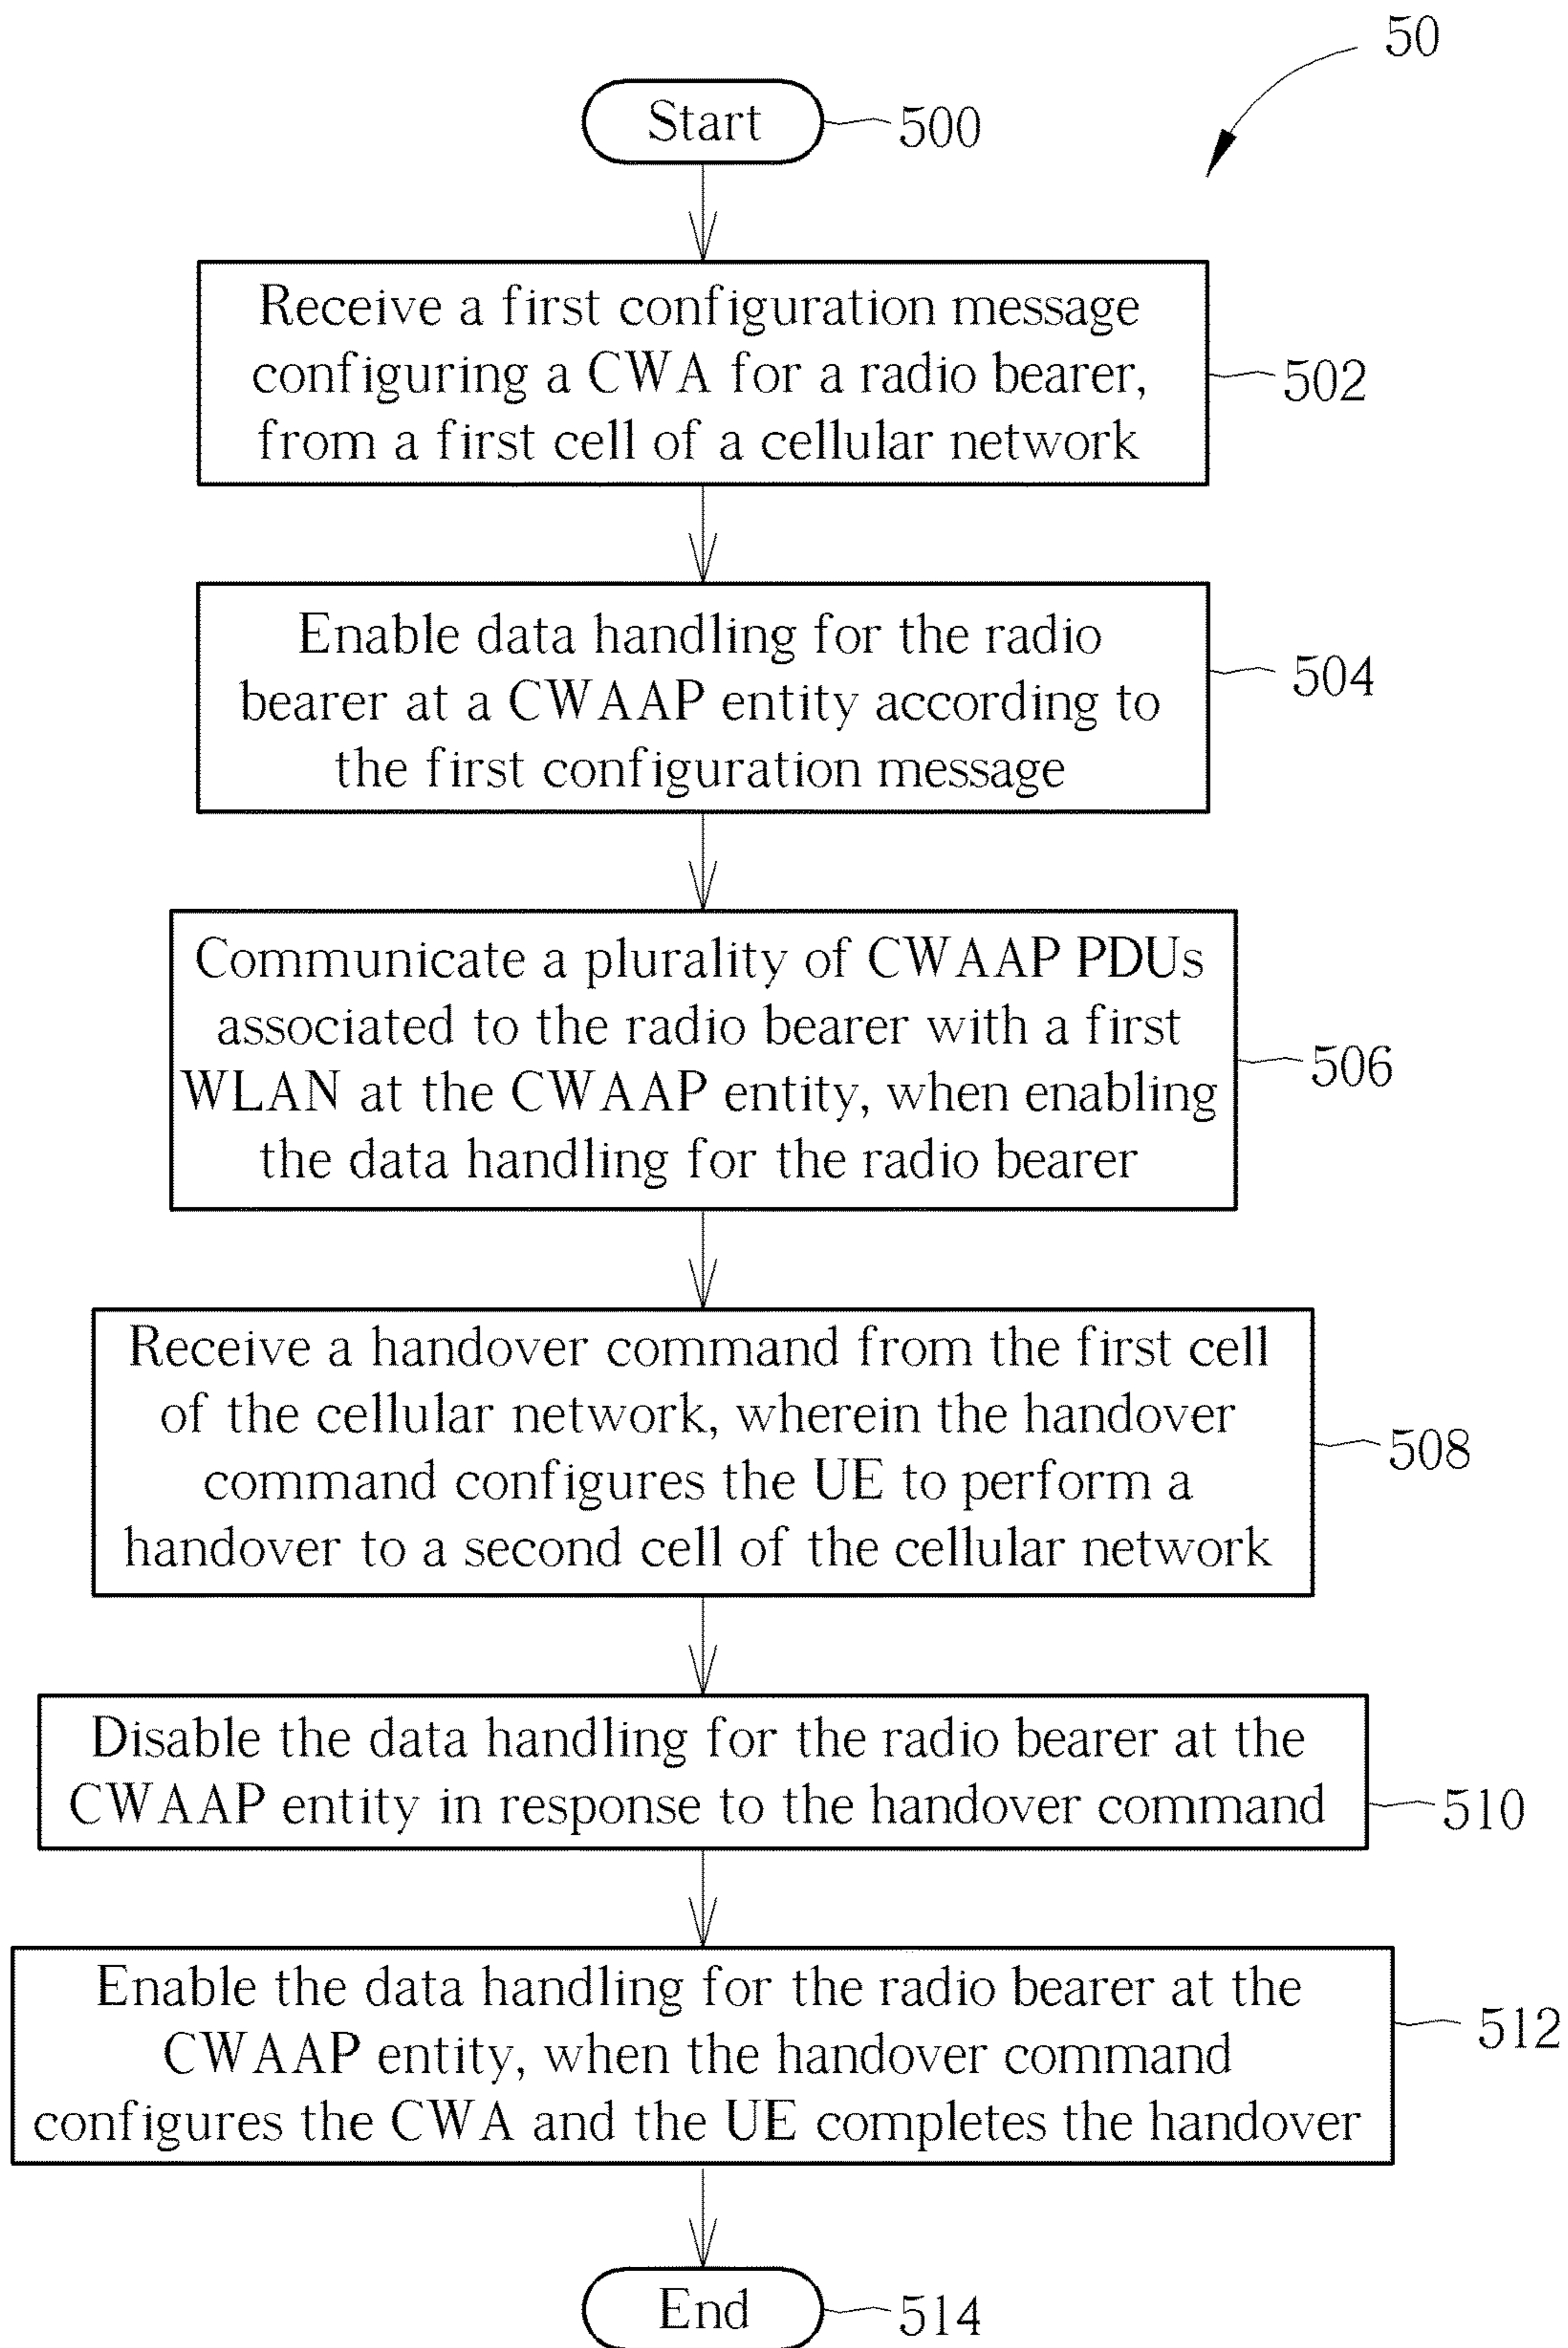 50
Start
500
Receive a first configuration message
configuring a CWA for a radio bearer,
from a first cell of a cellular network
502
Enable data handling for the radio
bearer at a CWAAP entity according to
the first configuration message
504
Communicate a plurality of CWAAP PDUs
associated to the radio bearer with a first
WLAN at the CWAAP entity, when enabling
the data handling for the radio bearer
506
Receive a handover command from the first cell
of the cellular network, wherein the handover
command configures the UE to perform a
handover to a second cell of the cellular network
508
Disable the data handling for the radio bearer at the
CWAAP entity in response to the handover command
510
Enable the data handling for the radio bearer at the
CWAAP entity, when the handover command
configures the CWA and the UE completes the handover
512
End
514